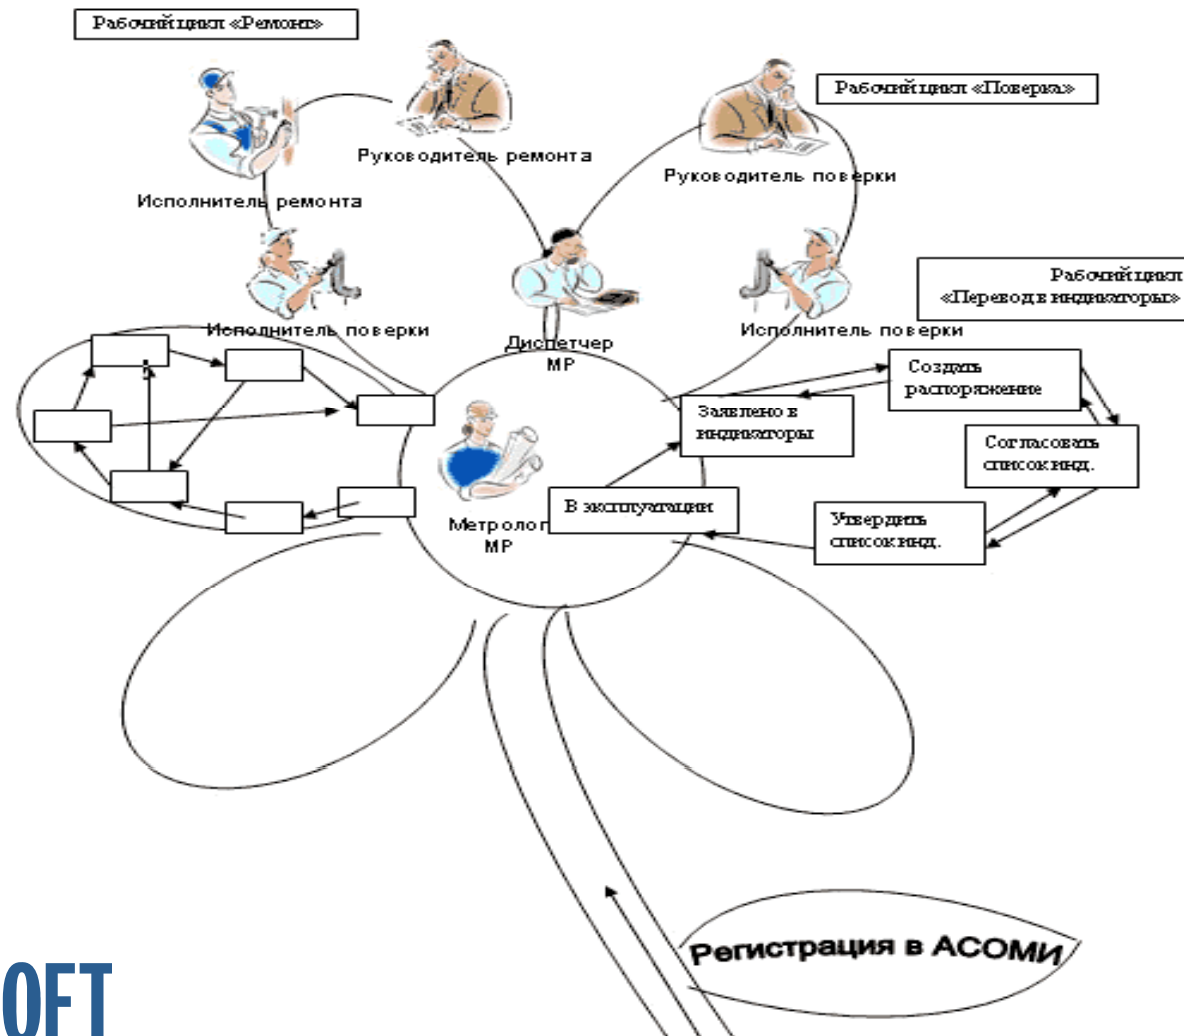 Рабочий цикл «Ремонт»
Рабочий цикл «Поверка»
Руководитель ремонта
Руководитель поверки
Исполнитель ремонта
Рабочий цикл
«Перевод в индикаторы»
Исполнитель поверки
Диспетчер
МР
Исполнитель поверки
Создать
распоряжение
Заявлено в
индикаторы
Согласовать
список инд.
В эксплуатации
Метролог
МР
Утвердить
список инд.
Регистрация в АСОМИ
OFT